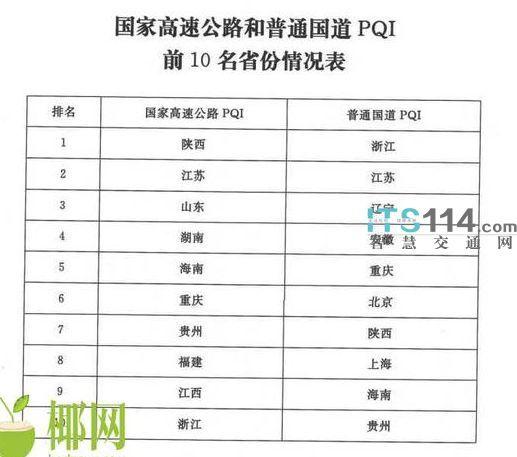 国家高速公路和普通国道 PQI
前 10 名省份情况表
排名 国家高速公路 PQI 普通国道 PQI
1 陕西 浙江
2 江苏 江苏
3 山东 辽宁
4 湖南 安徽
ITS114.com
智慧交通网
5 海南 重庆
6 重庆 北京
7 贵州 陕西
8 福建 上海
9 江西 海南
10 浙江 贵州
椰网